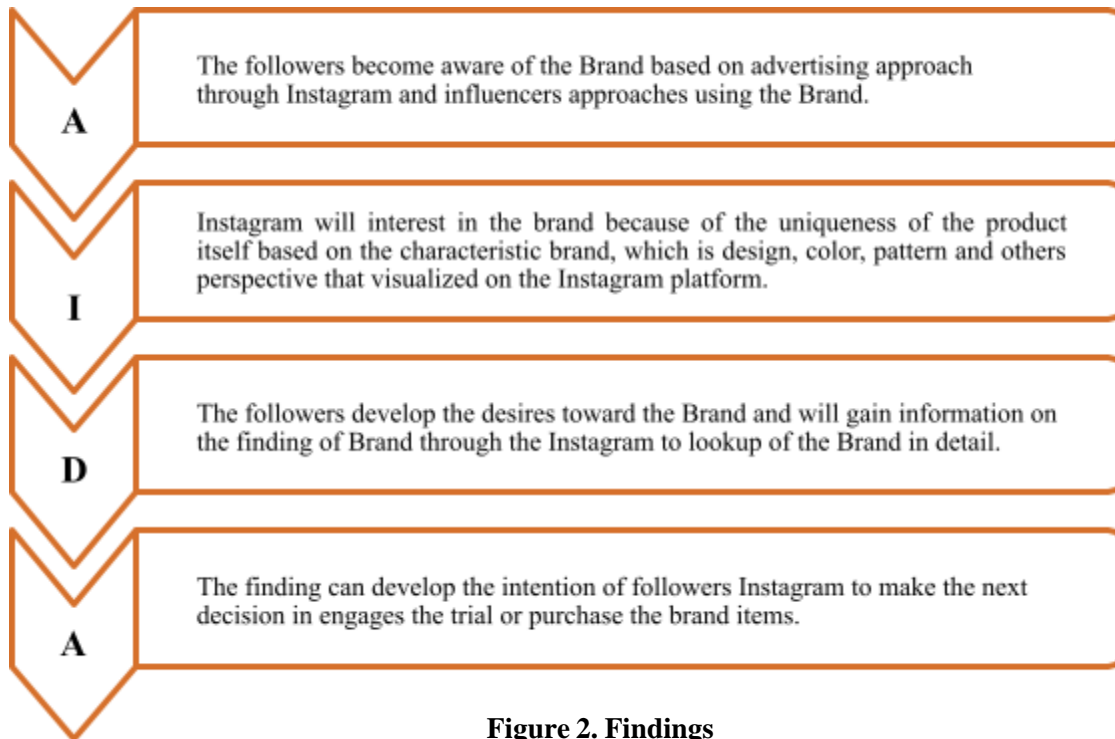 The followers become aware of the Brand based on advertising approach
through Instagram and influencers approaches using the Brand.
A
Instagram will interest in the brand because of the uniqueness of the product
itself based on the characteristic brand, which is design, color, pattern and others
perspective that visualized on the Instagram platform.
I
The followers develop the desires toward the Brand and will gain information on
the finding of Brand through the Instagram to lookup of the Brand in detail.
D
The finding can develop the intention of followers Instagram to make the next
decision in engages the trial or purchase the brand items.
A
Figure 2. Findings